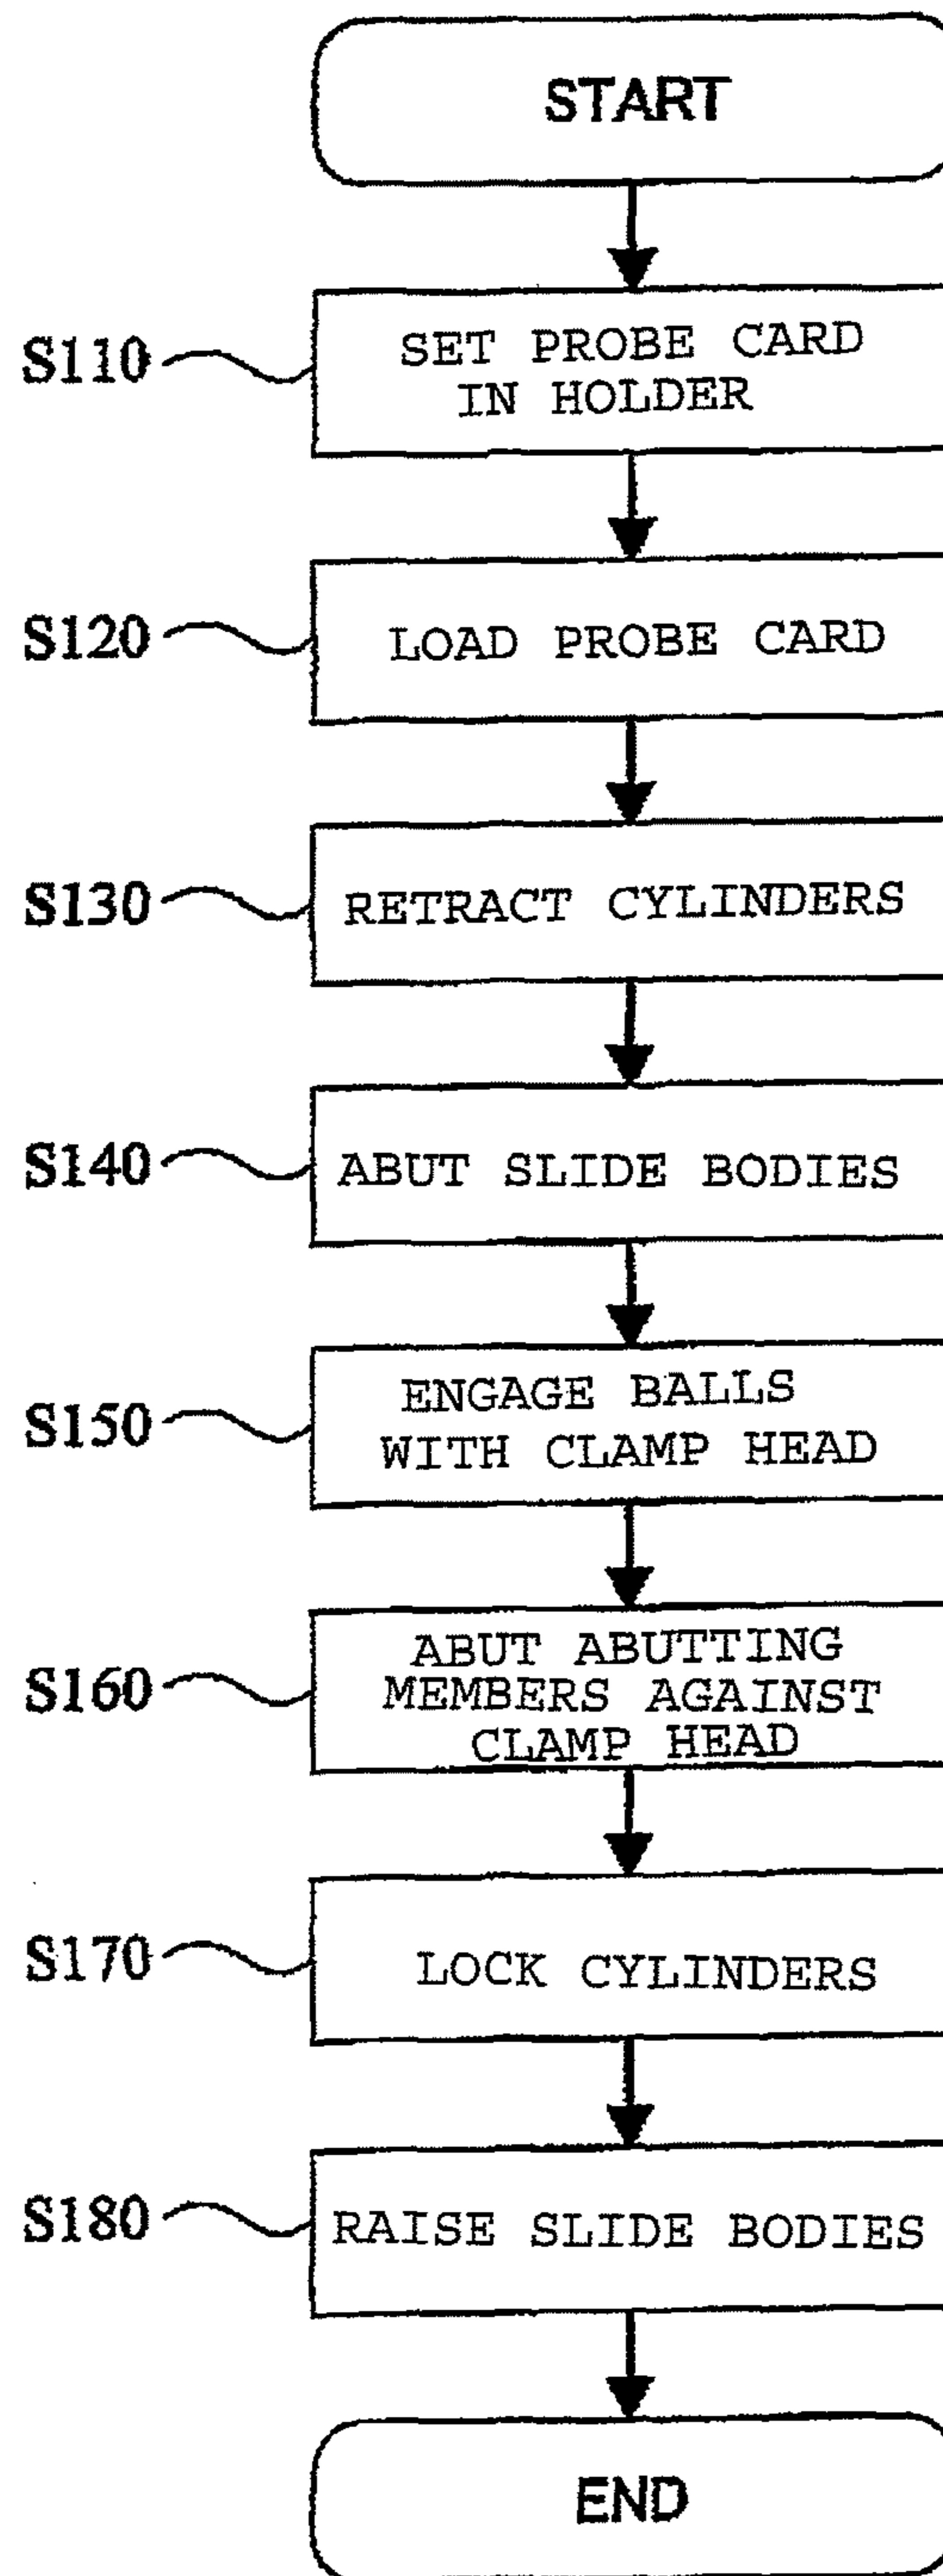 START
S110
SET PROBE CARD
IN HOLDER
S120
LOAD PROBE CARD
S130
RETRACT CYLINDERS
S140
ABUT SLIDE BODIES
S150
ENGAGE BALLS
WITH CLAMP HEAD
S160
ABUT ABUTTING
MEMBERS AGAINST
CLAMP HEAD
S170
LOCK CYLINDERS
S180
RAISE SLIDE BODIES
END